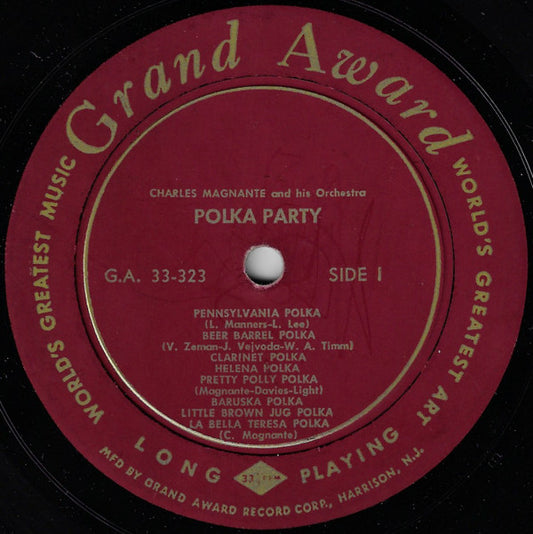 Grand Award
WORLD'S GREATEST MUSIC
WORLD'S GREATEST ART
CHARLES MAGNANTE and his Orchestra
POLKA PARTY
G.A. 33-323 SIDE I
PENNSYLVANIA POLKA
(L. Manners-L. Lee)
BEER BARREL POLKA
(V. Zeman-J. Vejvoda-W. A. Timm)
CLARINET POLKA
HELENA POLKA
PRETTY POLLY POLKA
(Magnante-Davies-Light)
BARUSKA POLKA
LITTLE BROWN JUG POLKA
LA BELLA TERESA POLKA
(C. Magnante)
LONG PLAYING
MFD BY GRAND AWARD RECORD CORP., HARRISON, N.J.